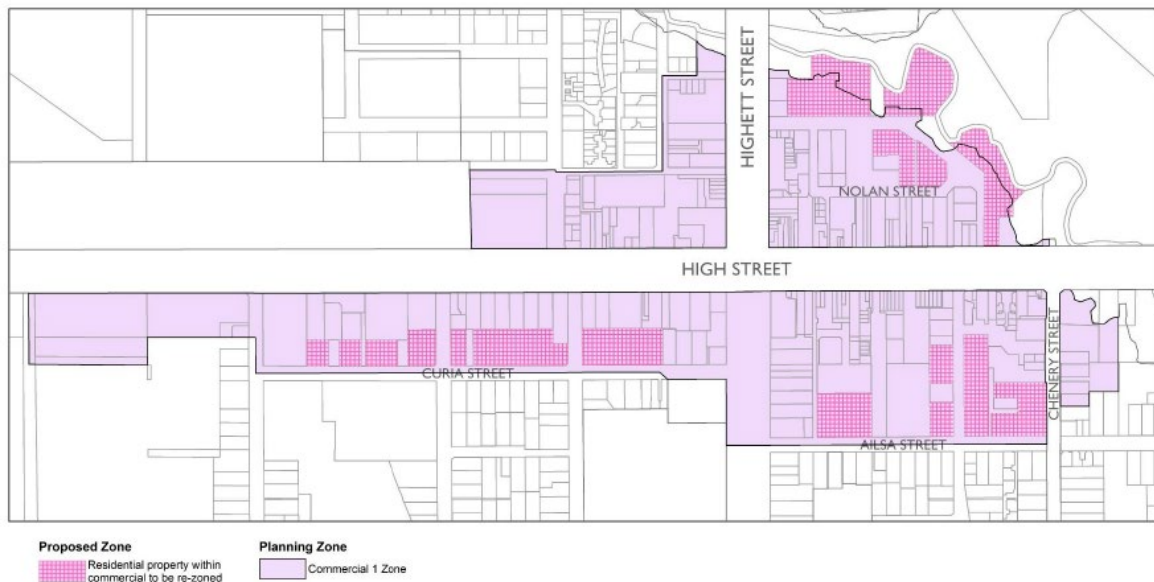 HIGHETT STREET
NOLAN STREET
HIGH STREET
CURIA STREET
CHENERY STREET
AILSA STREET
Proposed Zone
Residential property within
commercial to be re-zoned
Planning Zone
Commercial 1 Zone